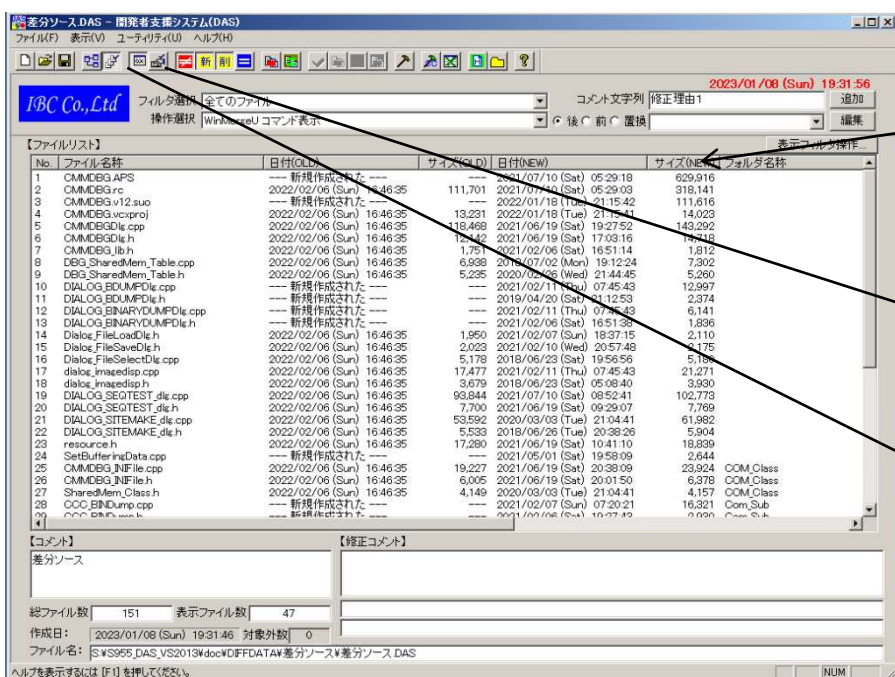 差分ソース.DAS - 開発者支援システム(DAS)
ファイル(F) 表示(V) ユーティリティ(U) ヘルプ(H)
新 削
2023/01/08 (Sun) 19:31:56
IBC Co.,Ltd フィルタ選択 全てのファイル コメント文字列 修正理由1 追加
操作選択 WinMergeU コマンド表示 後 前 置換 編集
【ファイルリスト】 表示フィルタ操作...
No. ファイル名称 日付(OLD) サイズ(OLD) 日付(NEW) サイズ(NEW) フォルダ名称
1 CMMDBG.APS --- 新規作成された --- --- 2021/07/10 (Sat) 05:29:18 629,916
2 CMMDBG.rc 2022/02/06 (Sun) 16:46:35 111,701 2021/07/10 (Sat) 05:29:03 318,141
3 CMMDBG.v12.suo --- 新規作成された --- --- 2022/01/18 (Tue) 21:15:42 111,616
4 CMMDBG.vcxproj 2022/02/06 (Sun) 16:46:35 13,231 2022/01/18 (Tue) 21:15:41 14,023
5 CMMDBGDlg.cpp 2022/02/06 (Sun) 16:46:35 118,468 2021/06/19 (Sat) 19:27:52 143,292
6 CMMDBGDlg.h 2022/02/06 (Sun) 16:46:35 12,142 2021/06/19 (Sat) 17:03:16 14,718
7 CMMDBG_lib.h 2022/02/06 (Sun) 16:46:35 1,751 2021/02/06 (Sat) 16:51:14 1,812
8 DBG_SharedMem_Table.cpp 2022/02/06 (Sun) 16:46:35 6,938 2018/07/02 (Mon) 19:12:24 7,302
9 DBG_SharedMem_Table.h 2022/02/06 (Sun) 16:46:35 5,235 2020/02/26 (Wed) 21:44:45 5,260
10 DIALOG_BDUMPDlg.cpp --- 新規作成された --- --- 2021/02/11 (Thu) 07:45:43 12,997
11 DIALOG_BDUMPDlg.h --- 新規作成された --- --- 2019/04/20 (Sat) 21:12:53 2,374
12 DIALOG_BINARYDUMPDlg.cpp --- 新規作成された --- --- 2021/02/11 (Thu) 07:45:43 6,141
13 DIALOG_BINARYDUMPDlg.h --- 新規作成された --- --- 2021/02/06 (Sat) 16:51:38 1,836
14 Dialog_FileLoadDlg.h 2022/02/06 (Sun) 16:46:35 1,950 2021/02/07 (Sun) 18:37:15 2,110
15 Dialog_FileSaveDlg.h 2022/02/06 (Sun) 16:46:35 2,023 2021/02/10 (Wed) 20:57:48 2,175
16 Dialog_FileSelectDlg.cpp 2022/02/06 (Sun) 16:46:35 5,178 2018/06/23 (Sat) 19:56:56 5,180
17 dialog_imagedisp.cpp 2022/02/06 (Sun) 16:46:35 17,477 2021/02/11 (Thu) 07:45:43 21,271
18 dialog_imagedisp.h 2022/02/06 (Sun) 16:46:35 3,679 2018/06/23 (Sat) 05:08:40 3,930
19 DIALOG_SEQTEST_dlg.cpp 2022/02/06 (Sun) 16:46:35 93,844 2021/07/10 (Sat) 08:52:41 102,773
20 DIALOG_SEQTEST_dlg.h 2022/02/06 (Sun) 16:46:35 7,700 2021/06/19 (Sat) 09:29:07 7,769
21 DIALOG_SITEMAKE_dlg.cpp 2022/02/06 (Sun) 16:46:35 53,592 2020/03/03 (Tue) 21:04:41 61,982
22 DIALOG_SITEMAKE_dlg.h 2022/02/06 (Sun) 16:46:35 5,533 2018/06/26 (Tue) 20:38:26 5,904
23 resource.h 2022/02/06 (Sun) 16:46:35 17,280 2021/06/19 (Sat) 10:41:10 18,839
24 SetBufferingData.cpp --- 新規作成された --- --- 2021/05/01 (Sat) 19:58:09 2,644
25 CMMDBG_INIFile.cpp 2022/02/06 (Sun) 16:46:35 19,227 2021/06/19 (Sat) 20:38:09 23,924 COM_Class
26 CMMDBG_INIFile.h 2022/02/06 (Sun) 16:46:35 6,005 2021/06/19 (Sat) 20:01:50 6,378 COM_Class
27 SharedMem_Class.h 2022/02/06 (Sun) 16:46:35 4,149 2020/03/03 (Tue) 21:04:41 4,157 COM_Class
28 CCC_BINDump.cpp --- 新規作成された --- --- 2021/02/07 (Sun) 07:20:21 16,321 Com_Sub
29 CCC_BINDump.h --- 新規作成された --- --- 2021/02/06 (Sat) 19:27:43 2,930 Com_Sub
【コメント】 【修正コメント】
差分ソース
総ファイル数 151 表示ファイル数 47
作成日: 2023/01/08 (Sun) 19:31:46 対象外数 0
ファイル名: S:¥S955_DAS_VS2013¥doc¥DIFFDATA¥差分ソース¥差分ソース.DAS
ヘルプを表示するには [F1] を押してください。 NUM